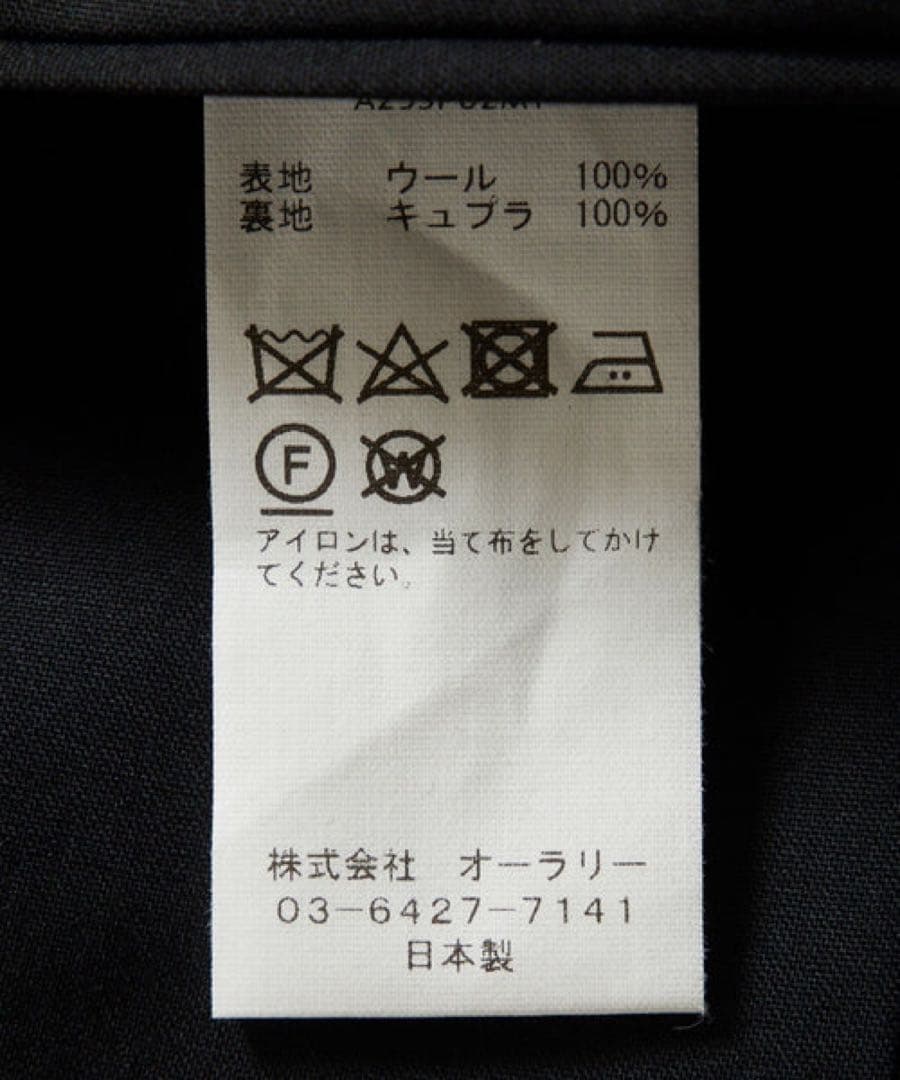 表地 ウール 100%
裏地 キュプラ 100%
F
W
アイロンは、当て布をしてかけ
てください。
株式会社 オーラリー
03-6427-7141
日本製